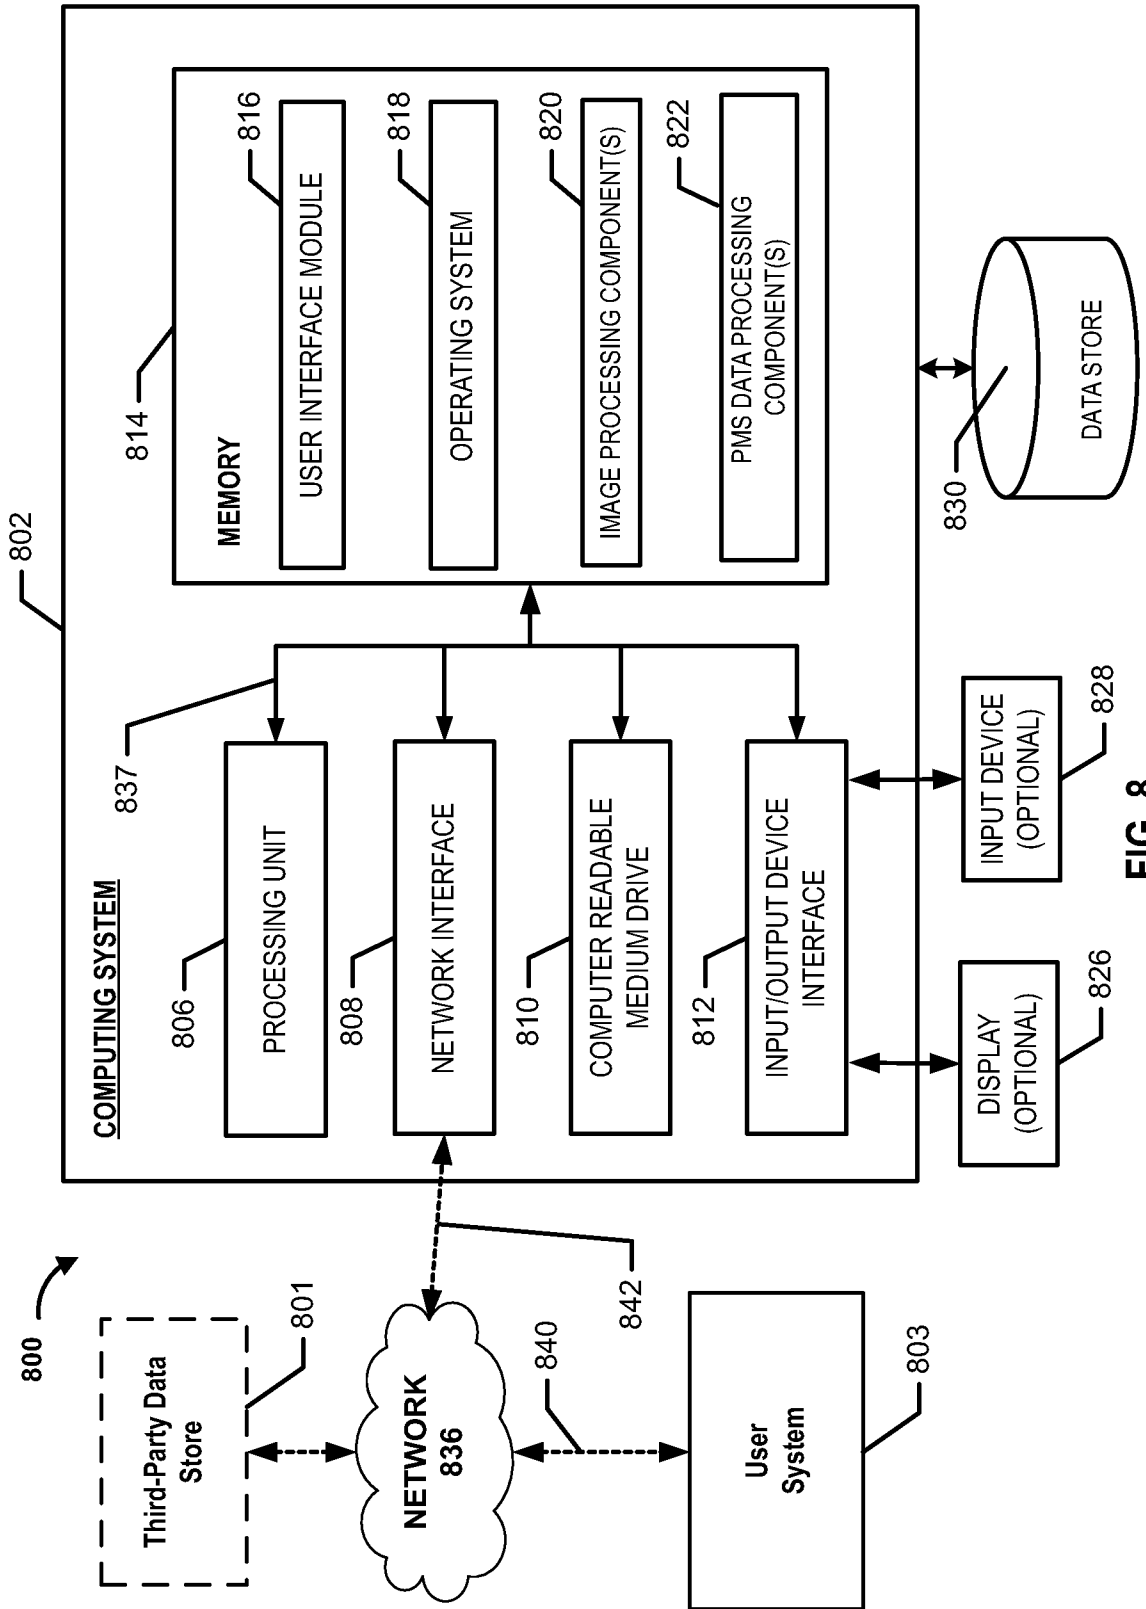 800
Third-Party Data
Store
801
NETWORK
836
840
842
User
System
803
802
COMPUTING SYSTEM
837
806
PROCESSING UNIT
808
NETWORK INTERFACE
810
COMPUTER READABLE
MEDIUM DRIVE
812
INPUT/OUTPUT DEVICE
INTERFACE
814
MEMORY
816
USER INTERFACE MODULE
818
OPERATING SYSTEM
820
IMAGE PROCESSING COMPONENT(S)
822
PMS DATA PROCESSING
COMPONENT(S)
DISPLAY
(OPTIONAL)
826
INPUT DEVICE
(OPTIONAL)
828
830
DATA STORE
FIG. 8